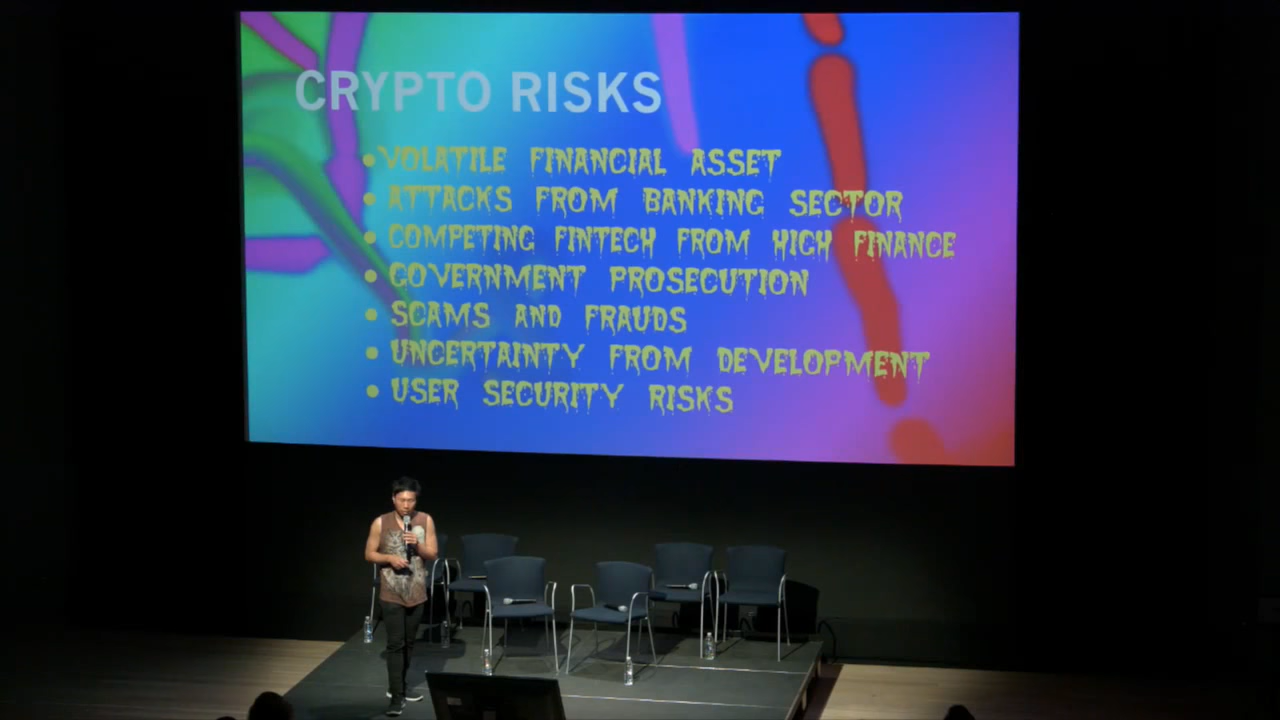 CRYPTO RISKS
•VOLATILE FINANCIAL ASSET
• ATTACKS FROM BANKING SECTOR
• COMPETING FINTECH FROM HIGH FINANCE
• GOVERNMENT PROSECUTION
• SCAMS AND FRAUDS
• UNCERTAINTY FROM DEVELOPMENT
• USER SECURITY RISKS